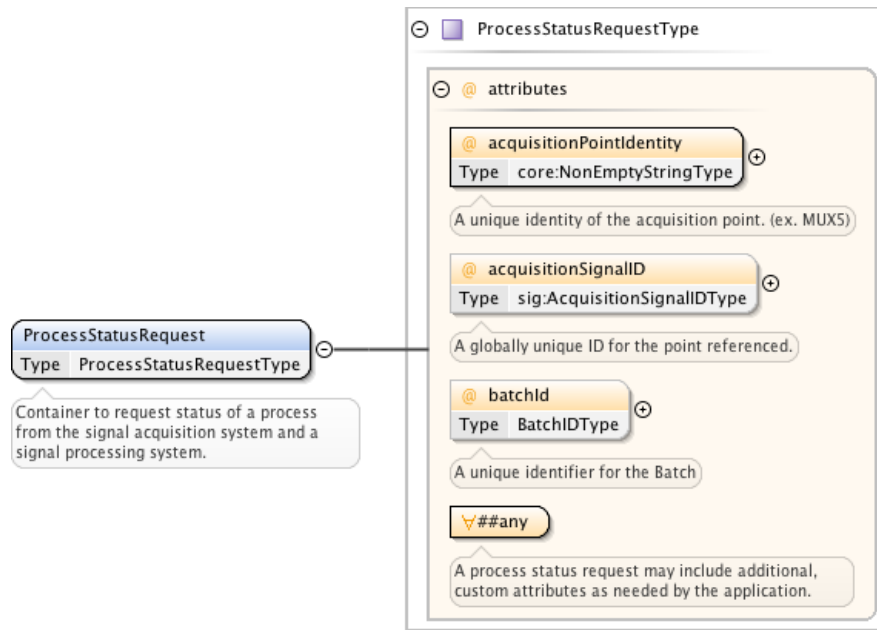 ProcessStatusRequestType
@ attributes
@ acquisitionPointIdentity
Type core:NonEmptyStringType
A unique identity of the acquisition point. (ex. MUX5)
@ acquisitionSignalID
Type sig:AcquisitionSignalIDType
A globally unique ID for the point referenced.
ProcessStatusRequest
Type ProcessStatusRequestType
Container to request status of a process
from the signal acquisition system and a
signal processing system.
@ batchId
Type BatchIDType
A unique identifier for the Batch
∀##any
A process status request may include additional,
custom attributes as needed by the application.